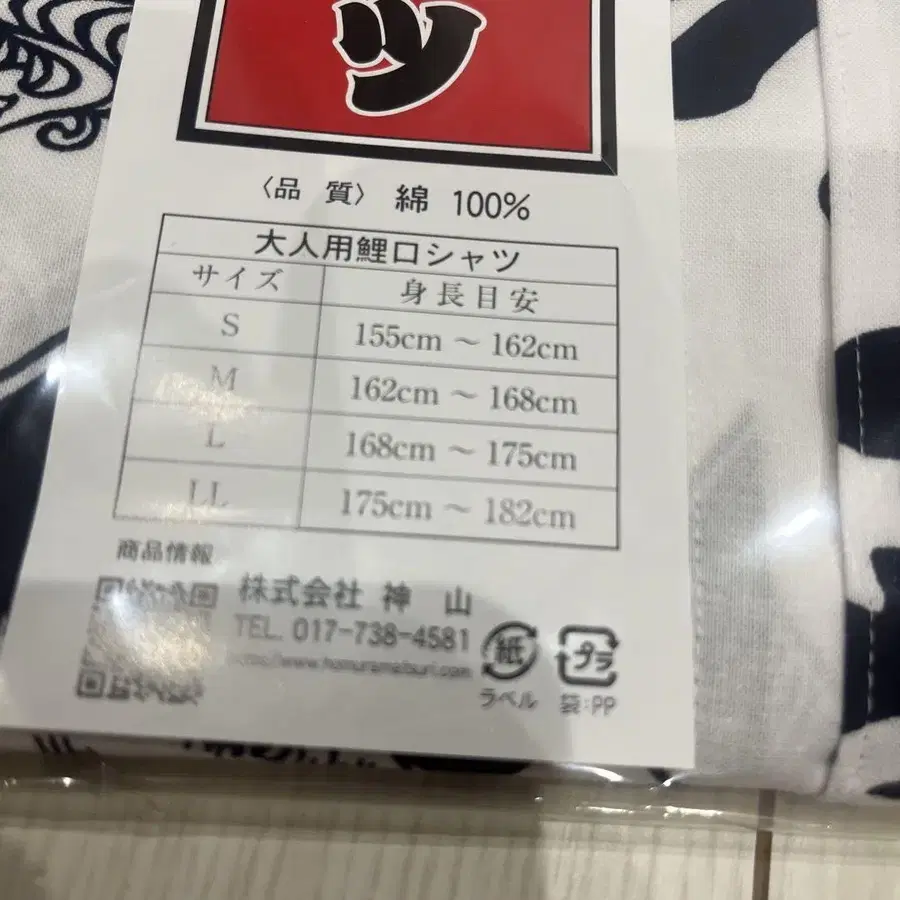 ツ
〈品 質〉 綿 100%
大人用鯉口シャツ
サイズ 身長目安
S 155cm ～ 162cm
M 162cm ～ 168cm
L 168cm ～ 175cm
LL 175cm ～ 182cm
商品情報
株式会社 神 山
TEL. 017-738-4581
紙
プラ
ラベル
袋:PP